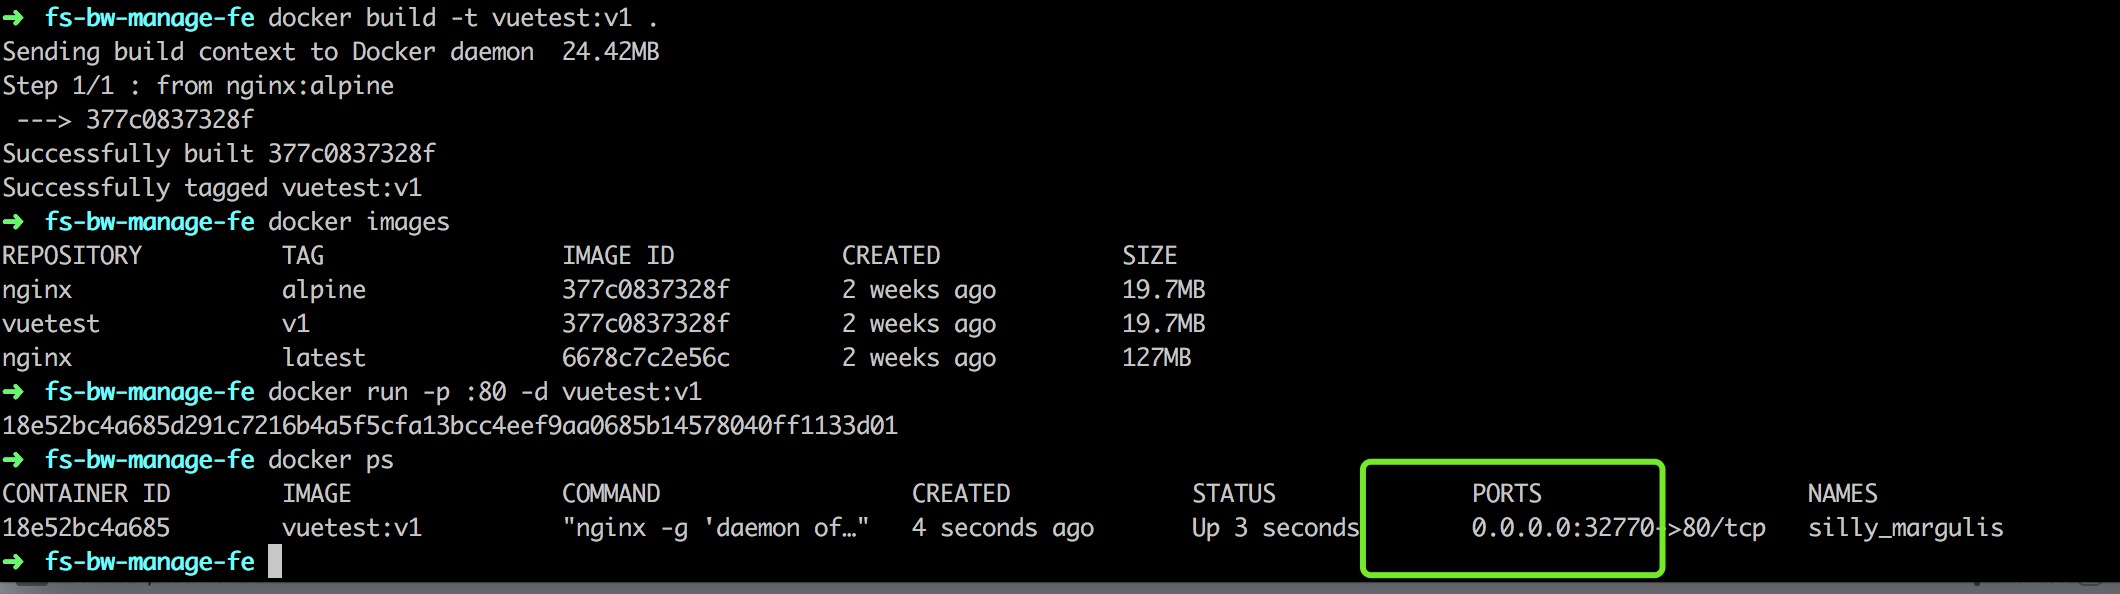 ➜ fs-bw-manage-fe docker build -t vuetest:v1 .
Sending build context to Docker daemon  24.42MB
Step 1/1 : from nginx:alpine
 ---> 377c0837328f
Successfully built 377c0837328f
Successfully tagged vuetest:v1
➜ fs-bw-manage-fe docker images
REPOSITORY          TAG                 IMAGE ID            CREATED             SIZE
nginx               alpine              377c0837328f        2 weeks ago         19.7MB
vuetest             v1                  377c0837328f        2 weeks ago         19.7MB
nginx               latest              6678c7c2e56c        2 weeks ago         127MB
➜ fs-bw-manage-fe docker run -p :80 -d vuetest:v1
18e52bc4a685d291c7216b4a5f5cfa13bcc4eef9aa0685b14578040ff1133d01
➜ fs-bw-manage-fe docker ps
CONTAINER ID        IMAGE               COMMAND                  CREATED             STATUS              PORTS                   NAMES
18e52bc4a685        vuetest:v1          "nginx -g 'daemon of…"   4 seconds ago       Up 3 seconds        0.0.0.0:32770->80/tcp   silly_margulis
➜ fs-bw-manage-fe